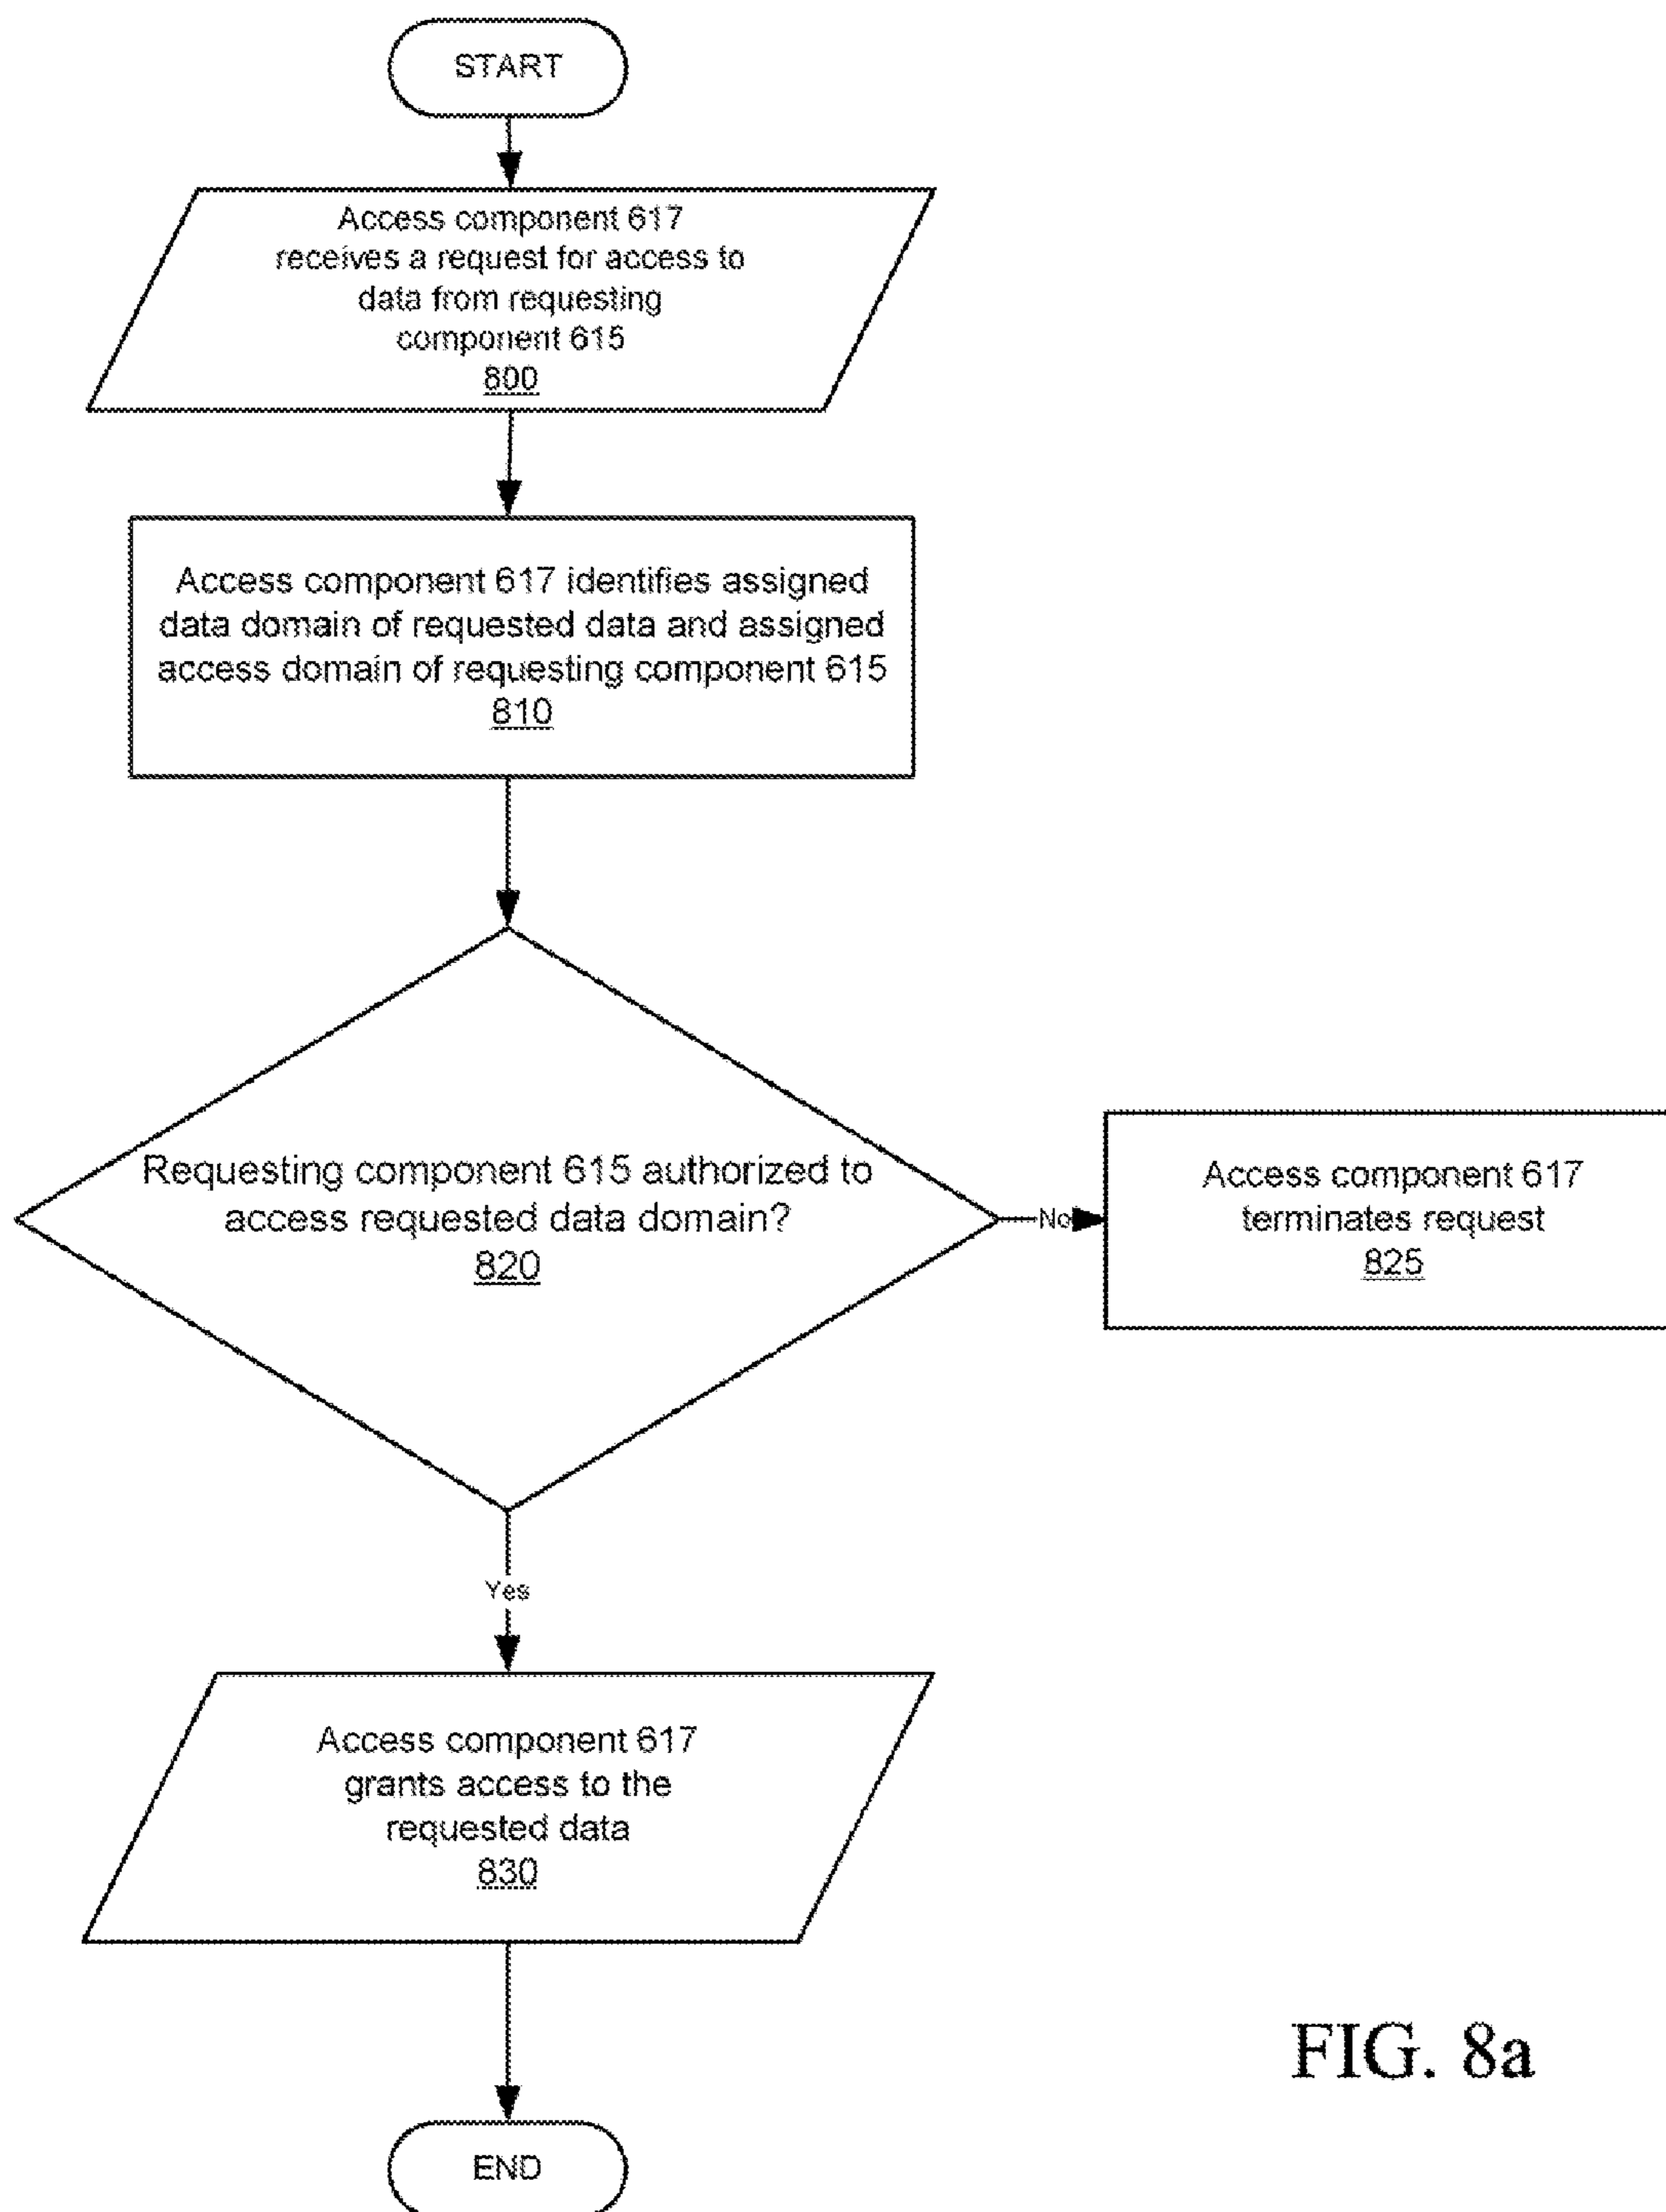 START
Access component 617
receives a request for access to
data from requesting
component 615
800
Access component 617 identifies assigned
data domain of requested data and assigned
access domain of requesting component 615
810
Requesting component 615 authorized to
access requested data domain?
820
No
Access component 617
terminates request
825
Yes
Access component 617
grants access to the
requested data
830
END
FIG. 8a